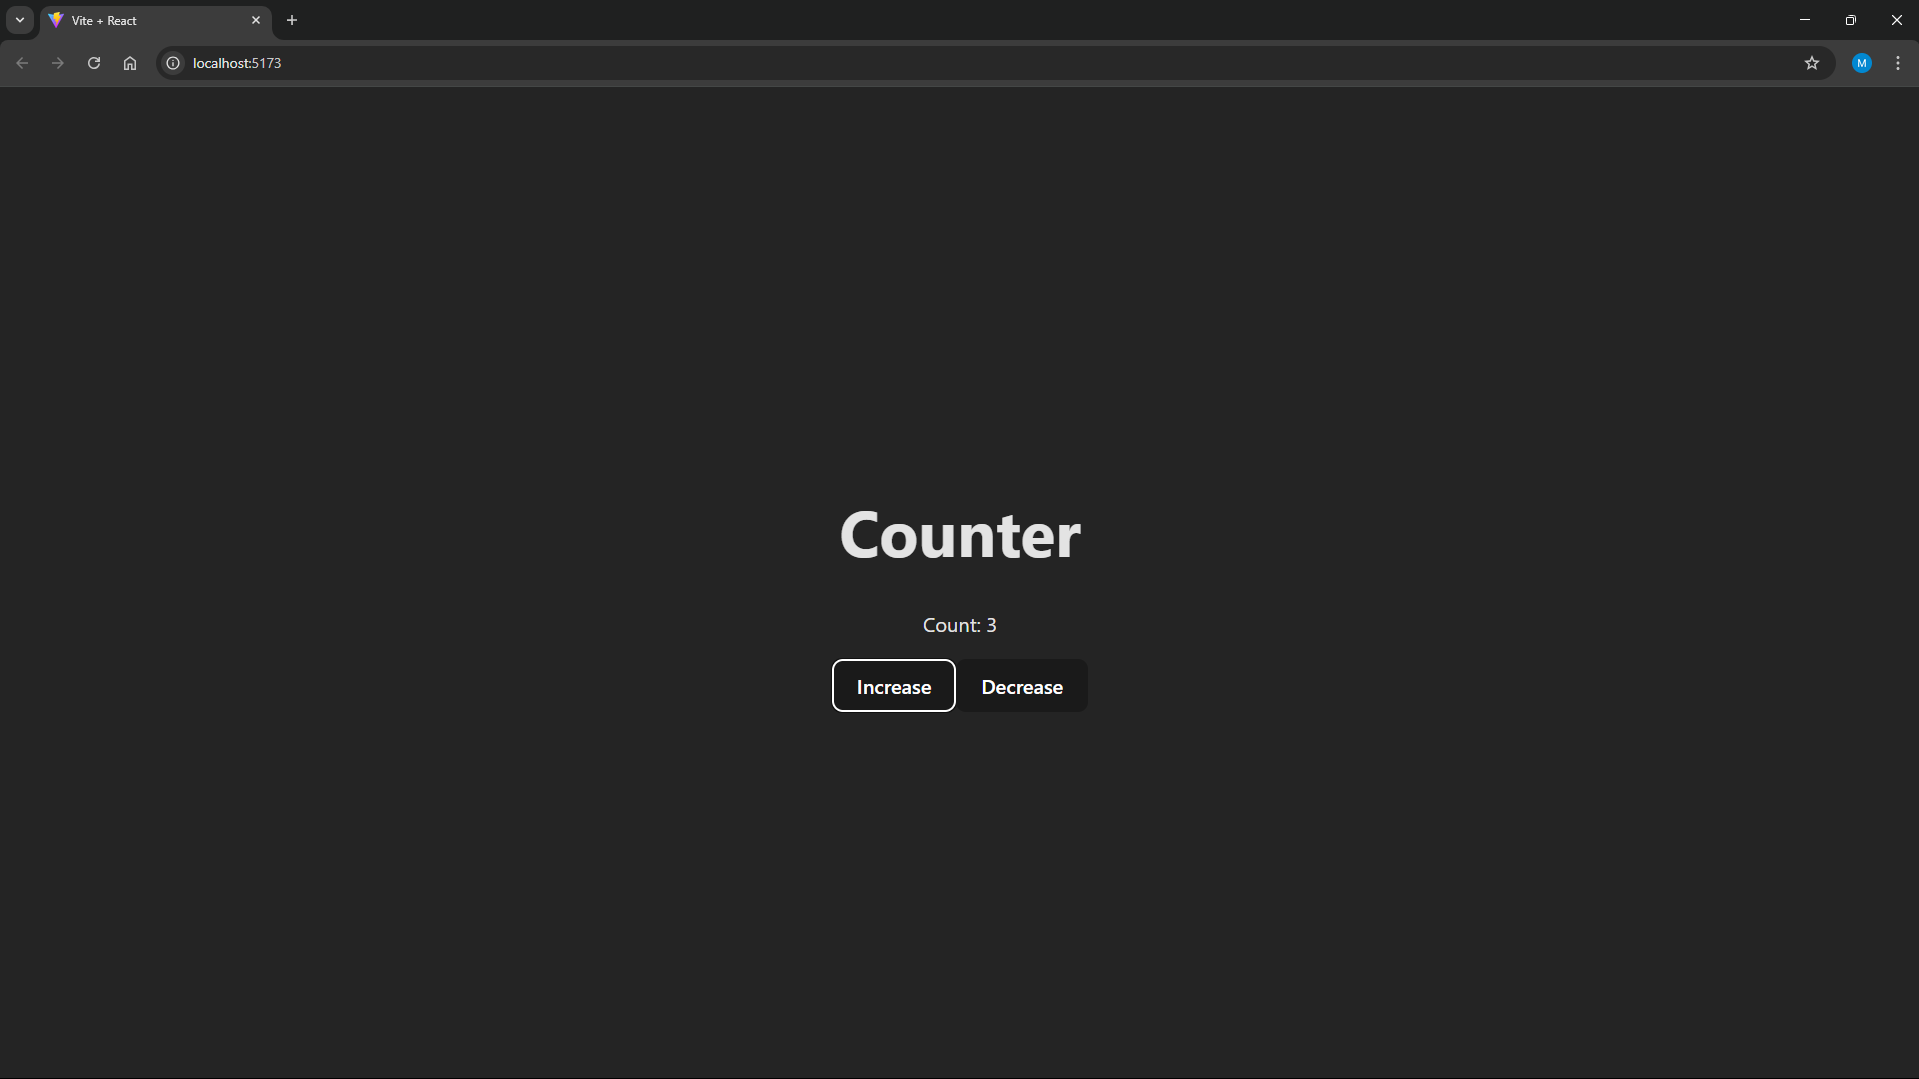 Vite + React
localhost:5173
M
Counter
Count: 3
Increase Decrease